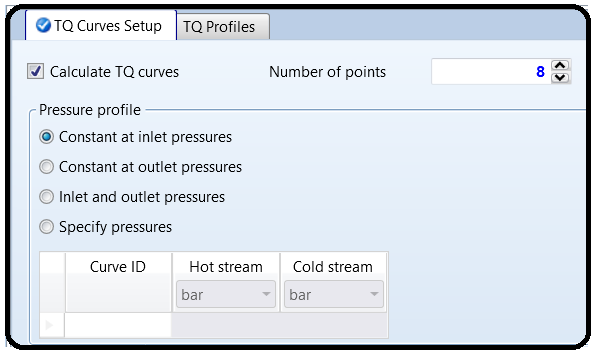 TQ Curves Setup TQ Profiles
Calculate TQ curves Number of points 8
Pressure profile
Constant at inlet pressures
Constant at outlet pressures
Inlet and outlet pressures
Specify pressures
Curve ID Hot stream Cold stream
bar bar